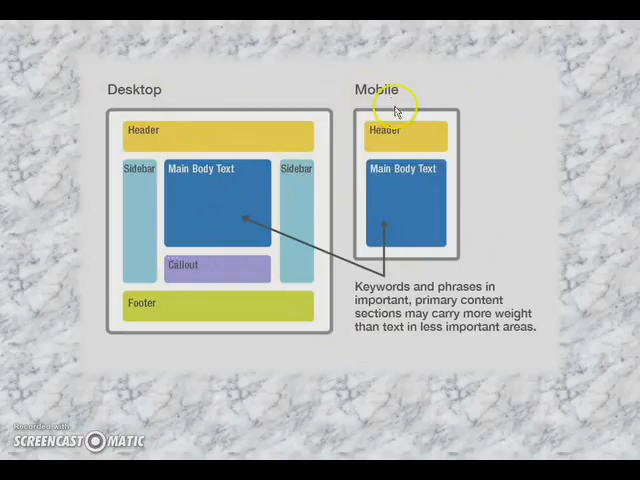 Desktop
Mobile
Header
Header
Sidebar
Main Body Text
Sidebar
Main Body Text
Callout
Footer
Keywords and phrases in
important, primary content
sections may carry more weight
than text in less important areas.
Recorded with
SCREENCAST MATIC